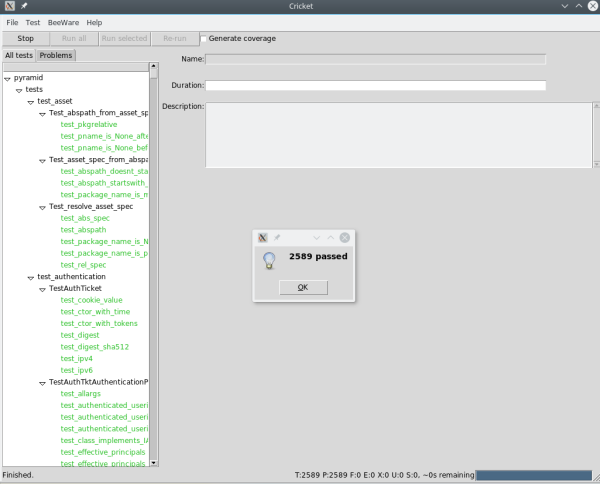 Cricket
File Test BeeWare Help
Stop Run all Run selected Re-run Generate coverage
All tests Problems
Name:
Duration:
Description:
pyramid
tests
test_asset
Test_abspath_from_asset_sp
test_pkgrelative
test_pname_is_None_afte
test_pname_is_None_bef
Test_asset_spec_from_abspa
test_abspath_doesnt_sta
test_abspath_startswith_
test_package_name_is_m
Test_resolve_asset_spec
test_abs_spec
test_abspath
test_package_name_is_N
test_package_name_is_p
test_rel_spec
test_authentication
TestAuthTicket
test_cookie_value
test_ctor_with_time
test_ctor_with_tokens
test_digest
test_digest_sha512
test_ipv4
test_ipv6
TestAuthTktAuthenticationP
test_allargs
test_authenticated_useri
test_authenticated_useri
test_authenticated_useri
test_class_implements_IA
test_effective_principals
test_effective_principals
2589 passed
OK
Finished.
T:2589 P:2589 F:0 E:0 X:0 U:0 S:0, ~0s remaining